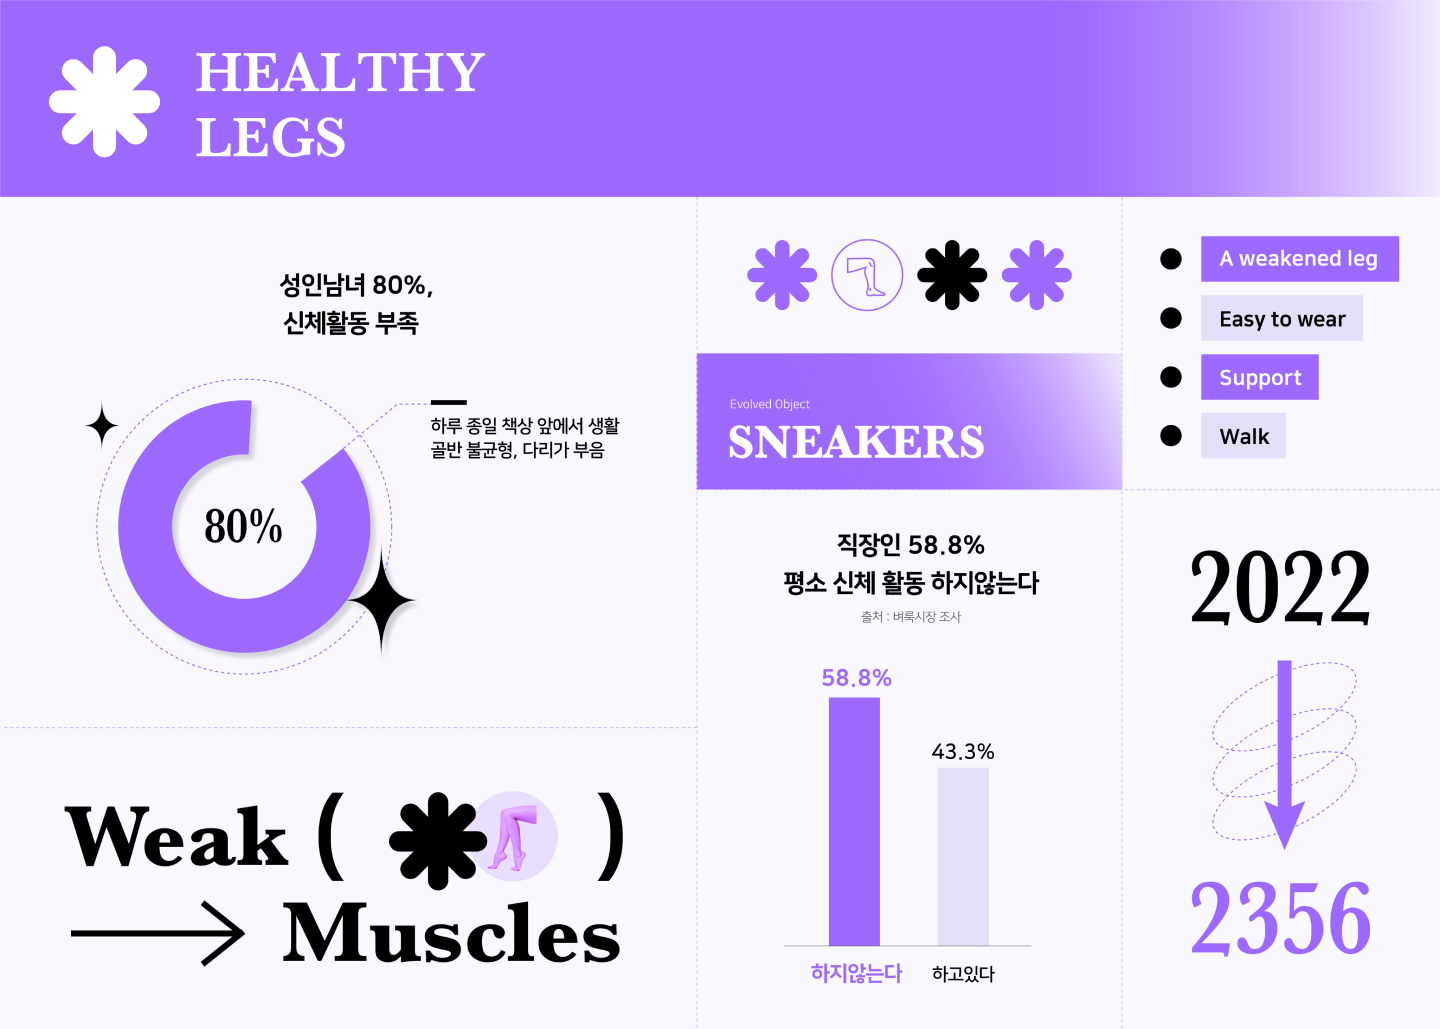 HEALTHY
LEGS
성인남녀 80%,
신체활동 부족
하루 종일 책상 앞에서 생활
골반 불균형, 다리가 부음
80%
Weak ( )
Muscles
Evolved Object
SNEAKERS
직장인 58.8%
평소 신체 활동 하지않는다
출처 : 벼룩시장 조사
58.8%
43.3%
하지않는다 하고있다
A weakened leg
Easy to wear
Support
Walk
2022
2356